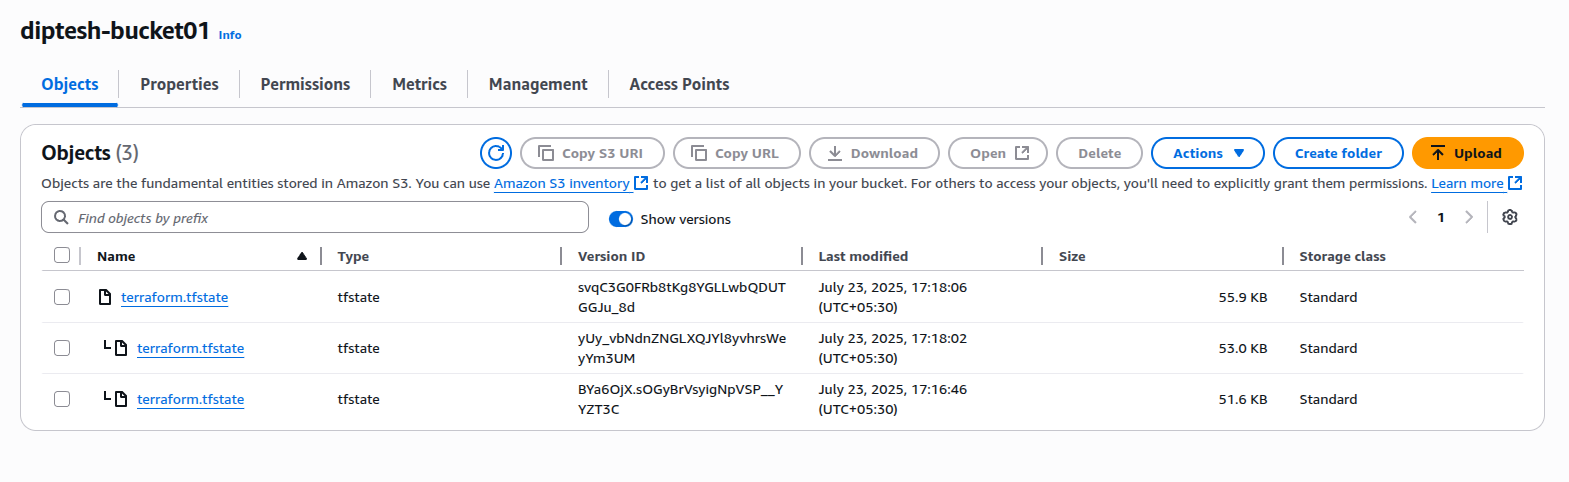 diptesh-bucket01 Info
Objects Properties Permissions Metrics Management Access Points
Objects (3) Copy S3 URI Copy URL Download Open Delete Actions Create folder Upload
Objects are the fundamental entities stored in Amazon S3. You can use Amazon S3 inventory to get a list of all objects in your bucket. For others to access your objects, you'll need to explicitly grant them permissions. Learn more
Find objects by prefix Show versions 1
Name Type Version ID Last modified Size Storage class
terraform.tfstate tfstate svqC3G0FRb8tKg8YGLLwbQDUT July 23, 2025, 17:18:06 55.9 KB Standard
GGJu_8d (UTC+05:30)
terraform.tfstate tfstate yUy_vbNdnZNGLXQJYl8yvhrsWe July 23, 2025, 17:18:02 53.0 KB Standard
yYm3UM (UTC+05:30)
terraform.tfstate tfstate BYa6OjX.sOGyBrVsyigNpVSP__Y July 23, 2025, 17:16:46 51.6 KB Standard
YZT3C (UTC+05:30)